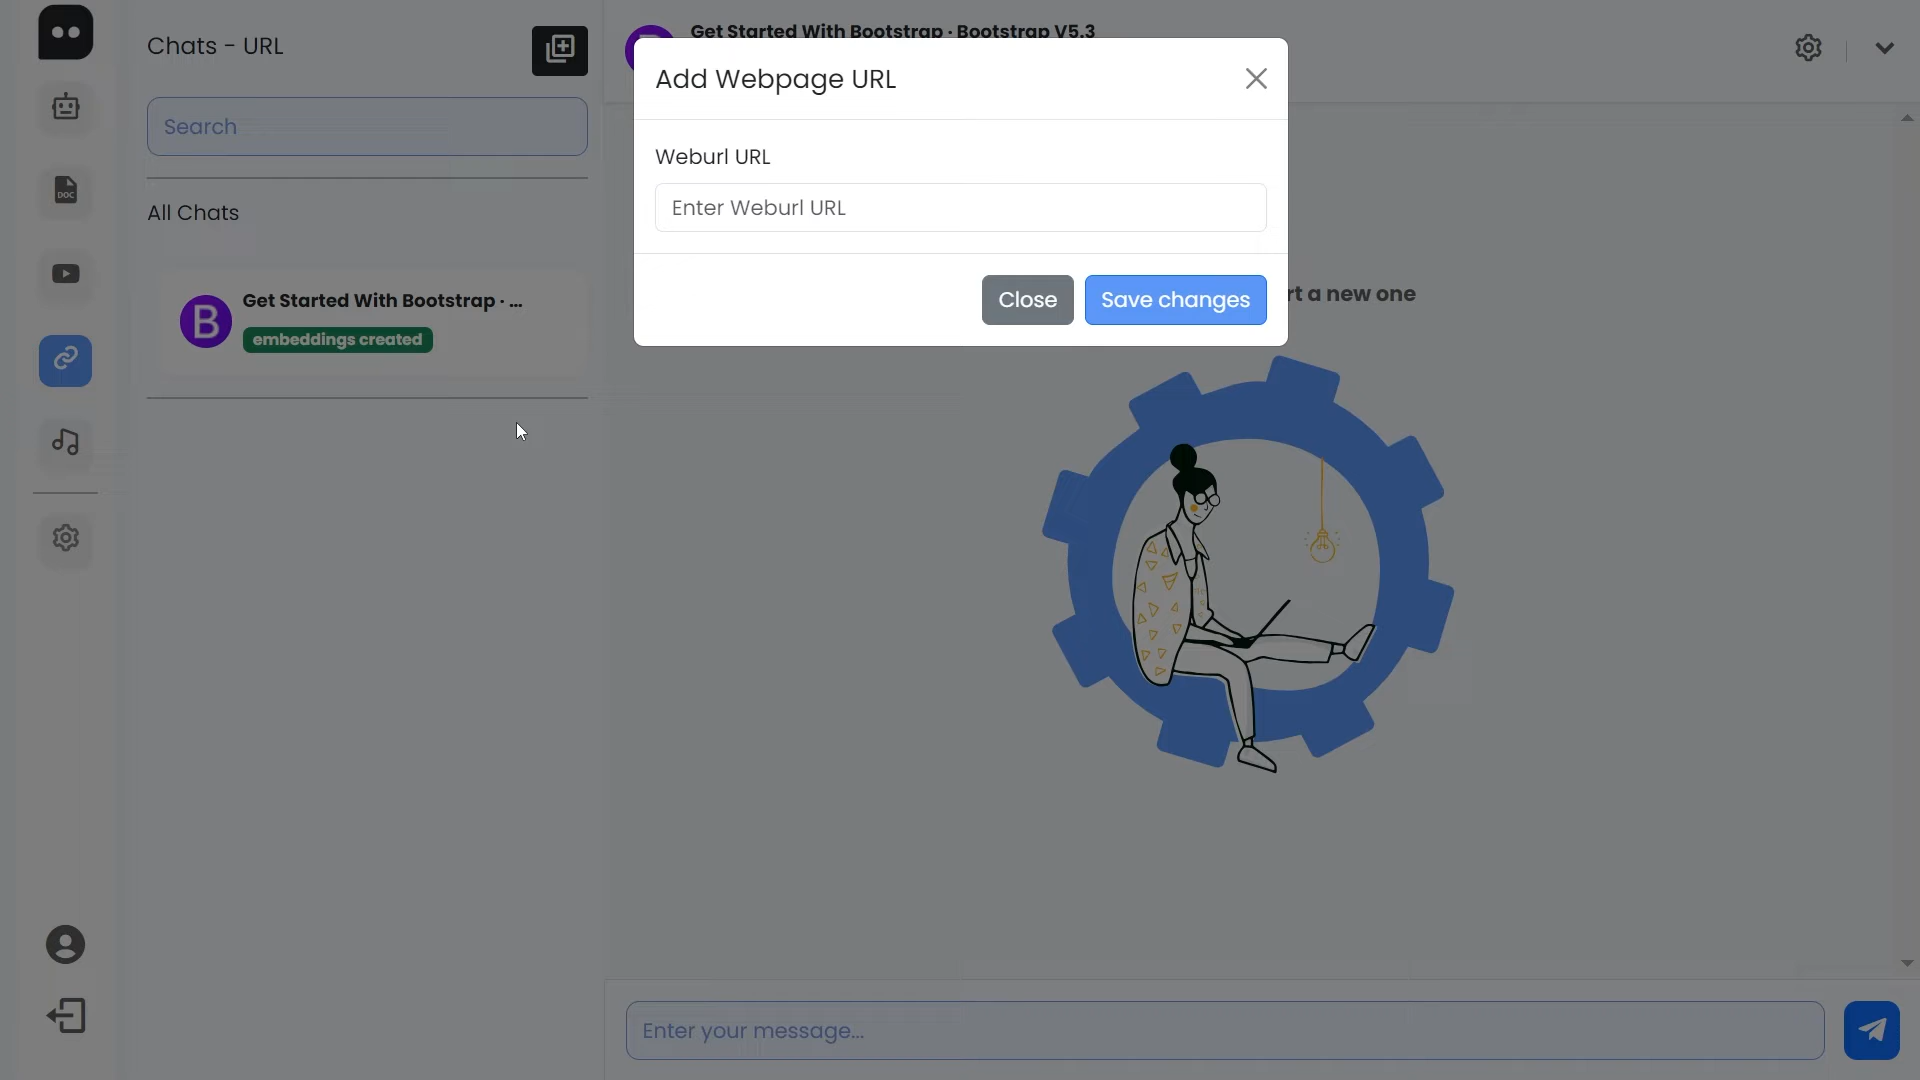 Chats - URL
Search
All Chats
Get Started With Bootstrap · ...
embeddings created
DOC
Get Started With Bootstrap · Bootstrap V5.3
Add Webpage URL
Weburl URL
Enter Weburl URL
Close
Save changes
a new one
Enter your message...